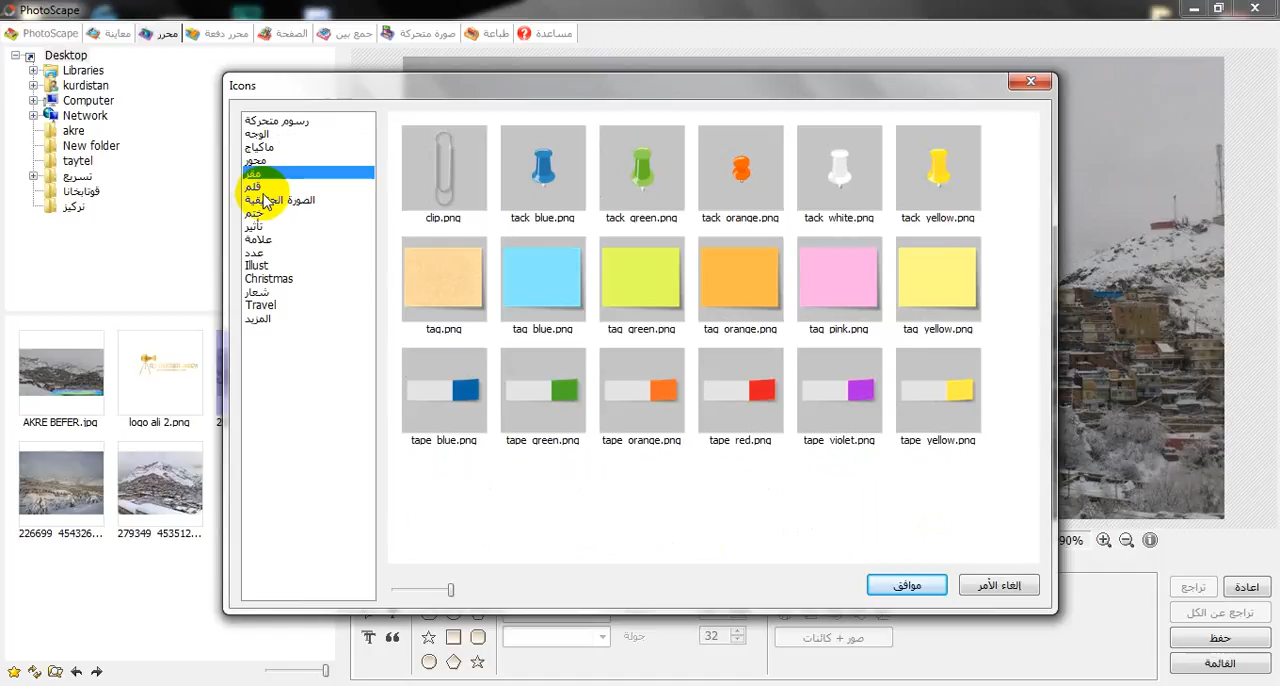 PhotoScape
PhotoScape
معاينة
محرر
محرر دفعة
الصفحة
جمع بين
صورة متحركة
طباعة
مساعدة
Desktop
Libraries
kurdistan
Computer
Network
akre
New folder
taytel
تسريع
قوتابخانا
تركيز
AKRE BEFER.jpg
logo ali 2.png
226699 454326...
279349 453512...
Icons
رسوم متحركة
الوجه
ماكياج
محور
مقر
قلم
ختم
تأثير
علامة
عدد
Illust
Christmas
شعار
Travel
المزيد
clip.png
tack_blue.png
tack_green.png
tack_orange.png
tack_white.png
tack_yellow.png
tag.png
tag_blue.png
tag_green.png
tag_orange.png
tag_pink.png
tag_yellow.png
tape_blue.png
tape_green.png
tape_orange.png
tape_red.png
tape_violet.png
tape_yellow.png
موافق
إلغاء الأمر
90%
جولة
32
صور + كائنات
تراجع
اعادة
تراجع عن الكل
حفظ
القائمة